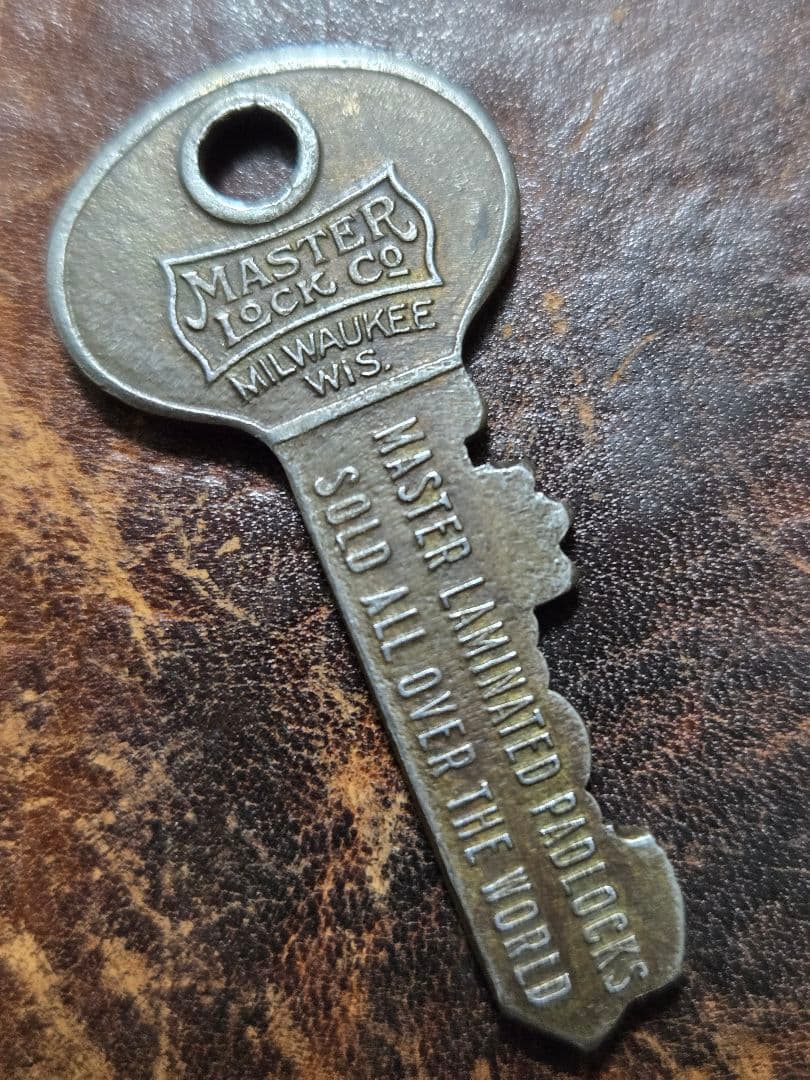 MASTER
LOCK Cº
MILWAUKEE
WIS.
MASTER LAMINATED PADLOCKS
SOLD ALL OVER THE WORLD